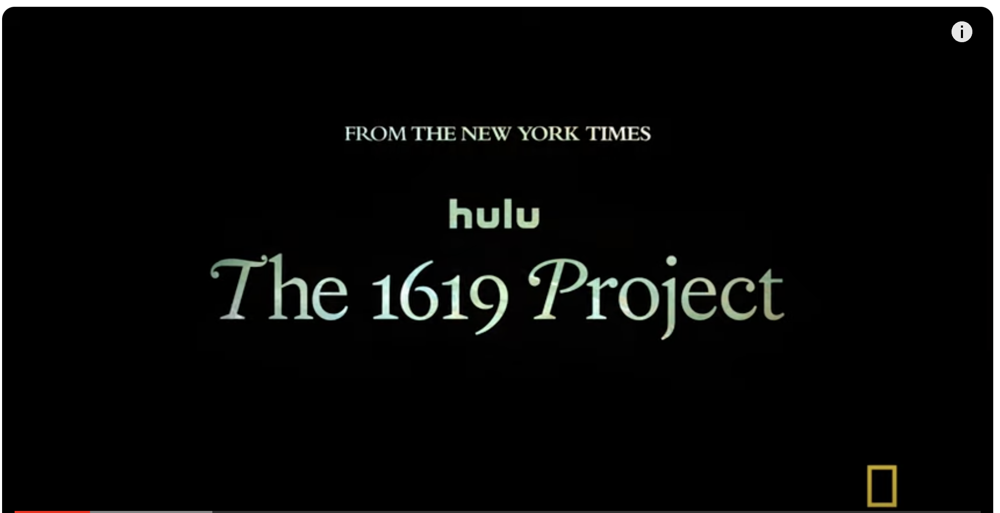 FROM THE NEW YORK TIMES
hulu
The 1619 Project